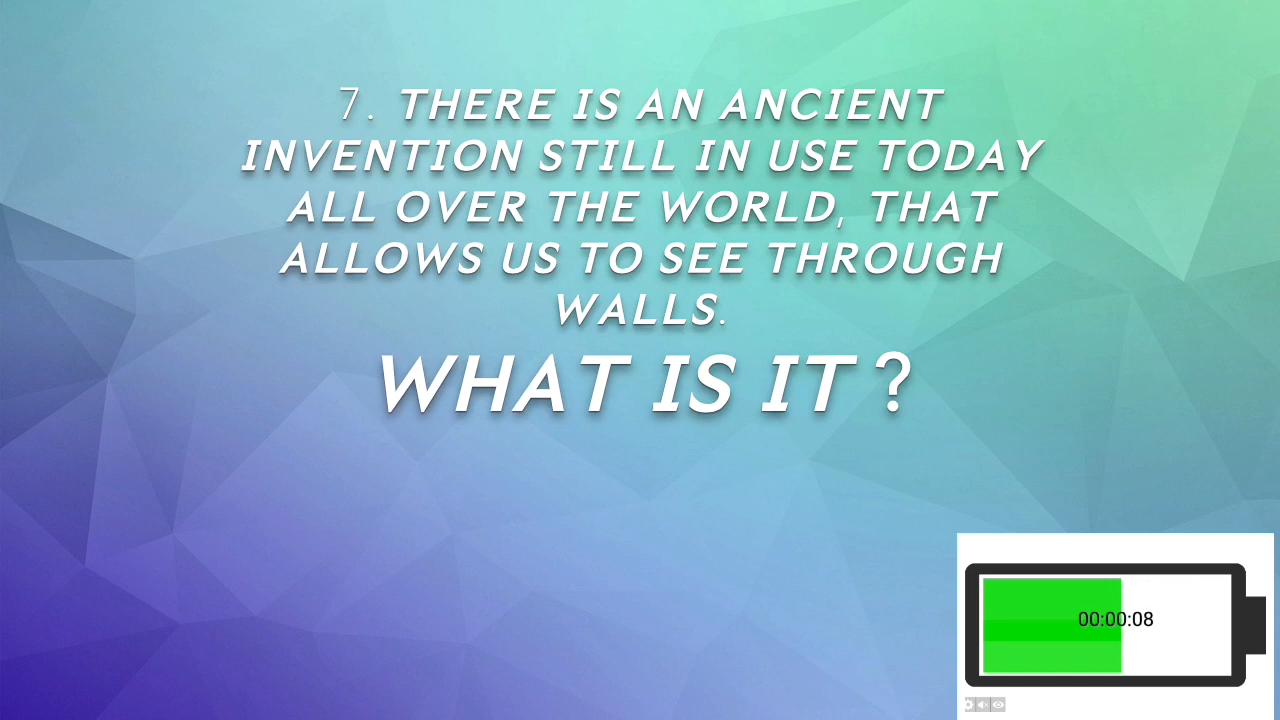 7. THERE IS AN ANCIENT
INVENTION STILL IN USE TODAY
ALL OVER THE WORLD, THAT
ALLOWS US TO SEE THROUGH
WALLS.
WHAT IS IT ?
00:00:08